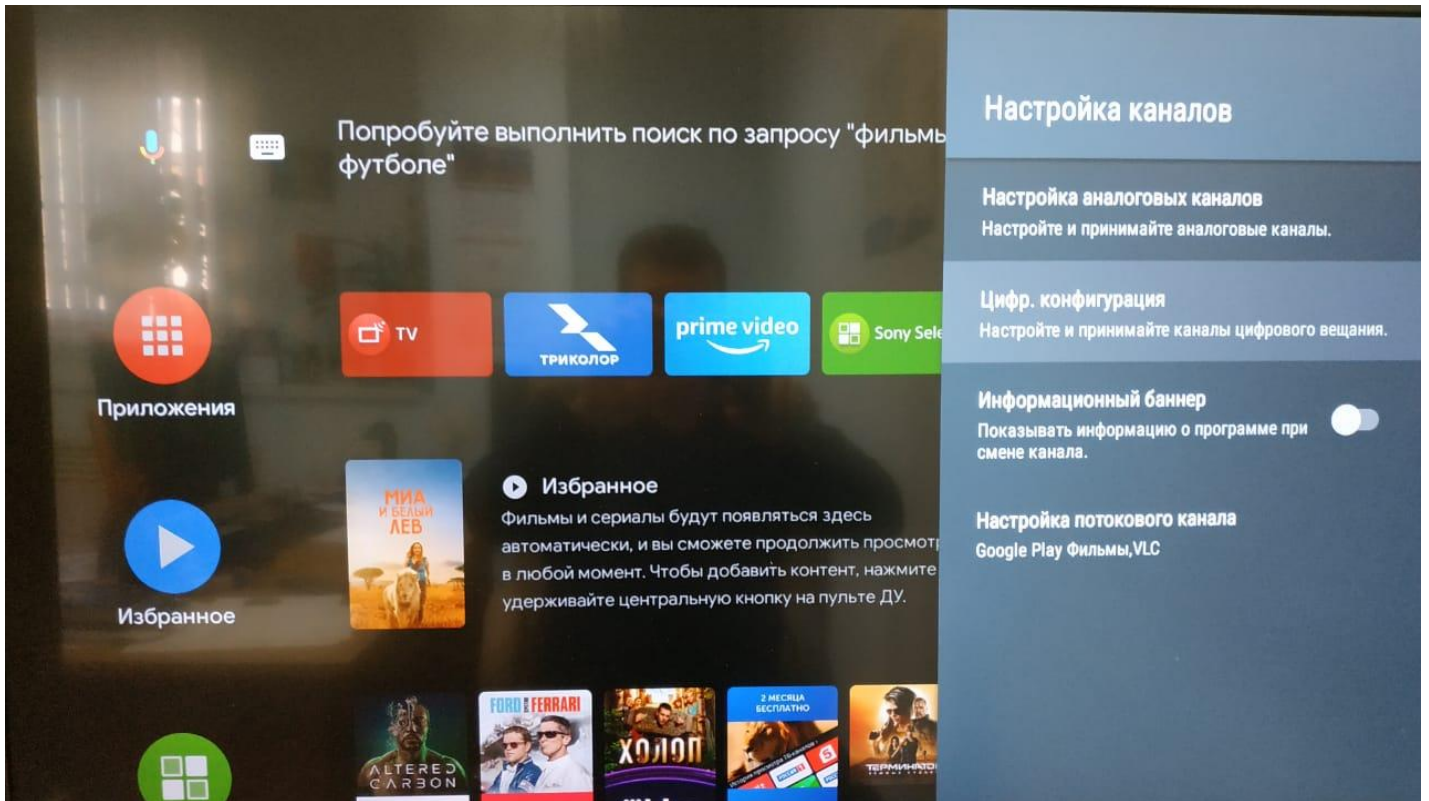 Попробуйте выполнить поиск по запросу "фильмы
футболе"
TV
ТРИКОЛОР
prime video
Sony Sele
Приложения
МИА
И БЕЛЫЙ
ЛЕВ
Избранное
Фильмы и сериалы будут появляться здесь
автоматически, и вы сможете продолжить просмотр
в любой момент. Чтобы добавить контент, нажмите
удерживайте центральную кнопку на пульте ДУ.
Избранное
ALTERED
CARBON
FORD FERRARI
ХОЛОП
2 МЕСЯЦА
БЕСПЛАТНО
Настройка каналов
Настройка аналоговых каналов
Настройте и принимайте аналоговые каналы.
Цифр. конфигурация
Настройте и принимайте каналы цифрового вещания.
Информационный баннер
Показывать информацию о программе при
смене канала.
Настройка потокового канала
Google Play Фильмы,VLC